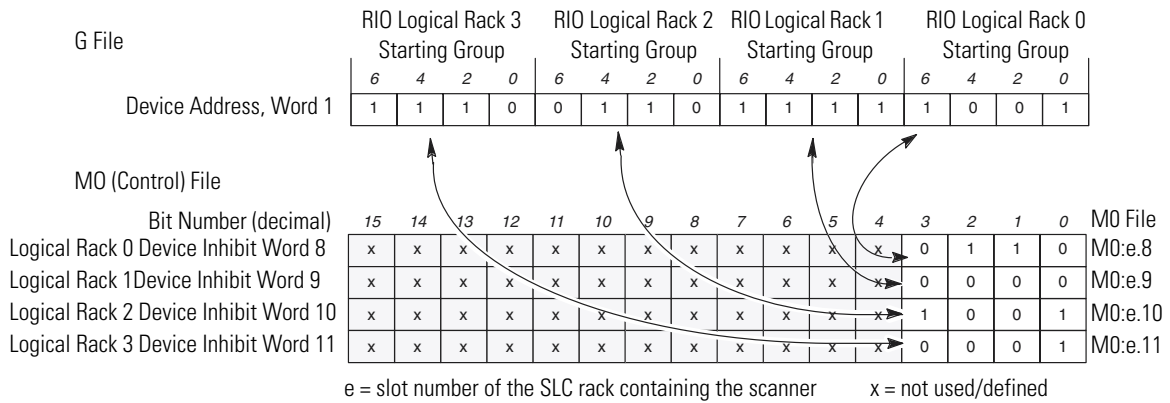 G File
RIO Logical Rack 3 RIO Logical Rack 2 RIO Logical Rack 1 RIO Logical Rack 0
Starting Group Starting Group Starting Group Starting Group
6 4 2 0 6 4 2 0 6 4 2 0 6 4 2 0
Device Address, Word 1 1 1 1 0 0 1 1 0 1 1 1 1 1 0 0 1
M0 (Control) File
Bit Number (decimal) 15 14 13 12 11 10 9 8 7 6 5 4 3 2 1 0 M0 File
Logical Rack 0 Device Inhibit Word 8 x x x x x x x x x x x x 0 1 1 0 M0:e.8
Logical Rack 1Device Inhibit Word 9 x x x x x x x x x x x x 0 0 0 0 M0:e.9
Logical Rack 2 Device Inhibit Word 10 x x x x x x x x x x x x 1 0 0 1 M0:e.10
Logical Rack 3 Device Inhibit Word 11 x x x x x x x x x x x x 0 0 0 1 M0:e.11
e = slot number of the SLC rack containing the scanner x = not used/defined